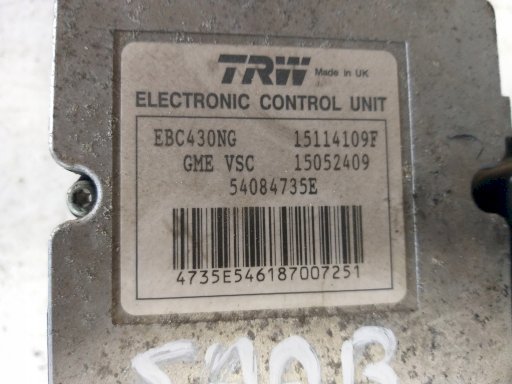 TRW Made in UK
ELECTRONIC CONTROL UNIT
EBC430NG 15114109F
GME VSC 15052409
54084735E
4735E546187007251
SAAB